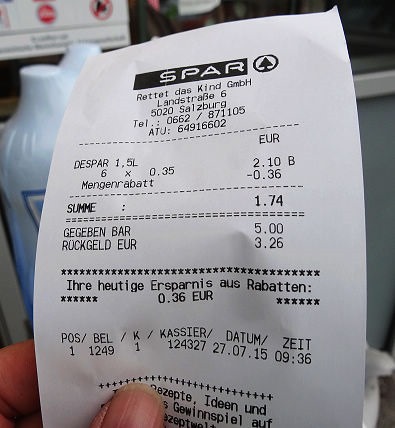 SPAR
Rettet das Kind GmbH
Landstraße 6
5020 Salzburg
Tel.: 0662 / 871105
ATU: 64916602
--------------------------------
EUR
DESPAR 1,5L 2.10 B
6 x 0.35
Mengenrabatt -0.36
--------------------------------
SUMME : 1.74
================================
GEGEBEN BAR 5.00
RÜCKGELD EUR 3.26
********************************
Ihre heutige Ersparnis aus Rabatten:
****** 0.36 EUR ******
POS/ BEL / K / KASSIER/ DATUM/ ZEIT
1 1249 1 124327 27.07.15 09:36
++++++++++++++++++++++++++
Rezepte, Ideen und
Gewinnspiel auf